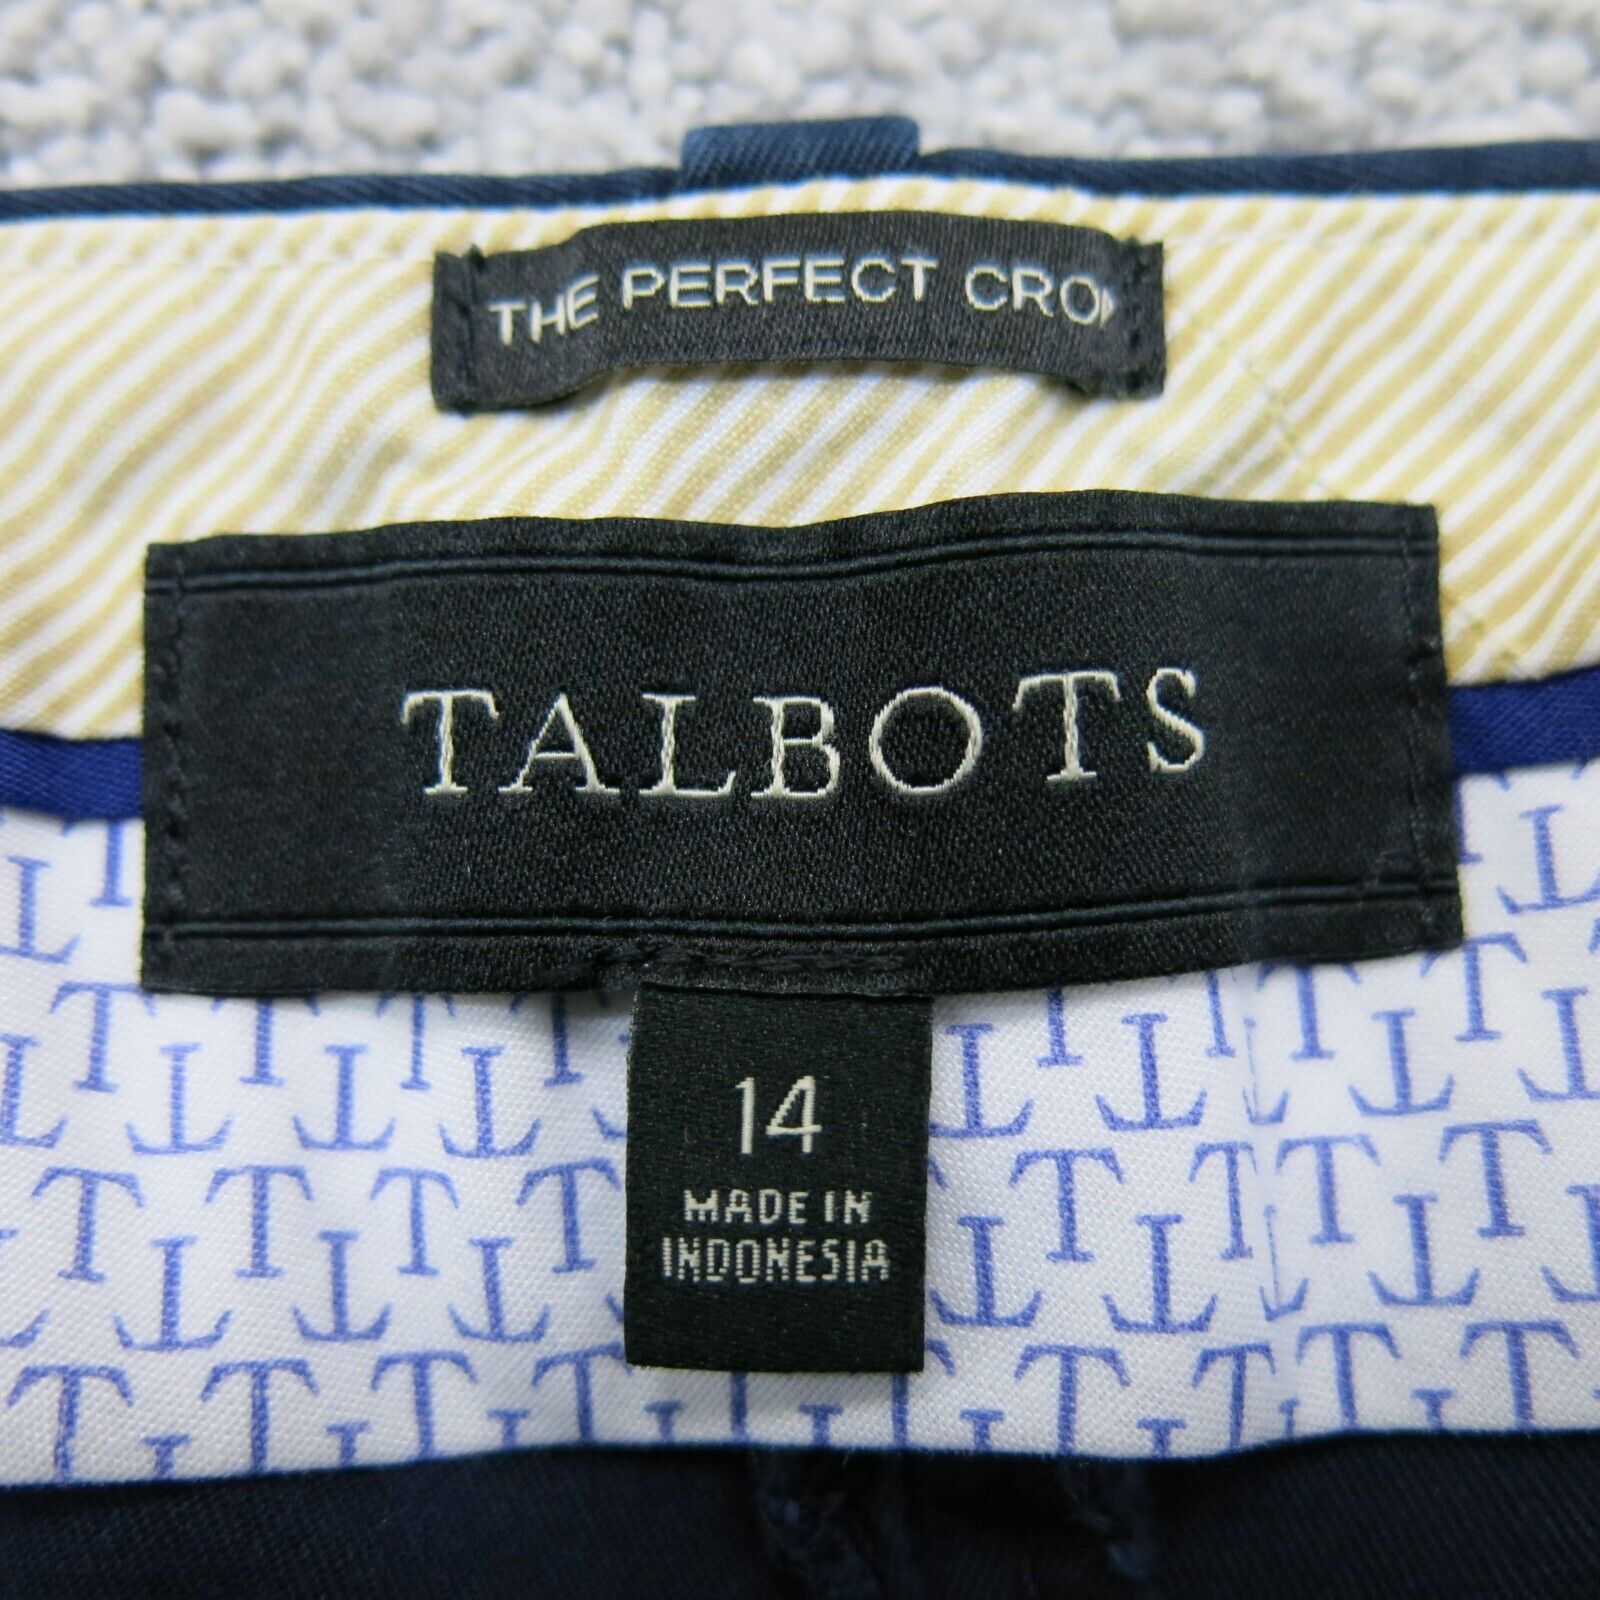 THE PERFECT CRO
TALBOTS
14
MADE IN
INDONESIA